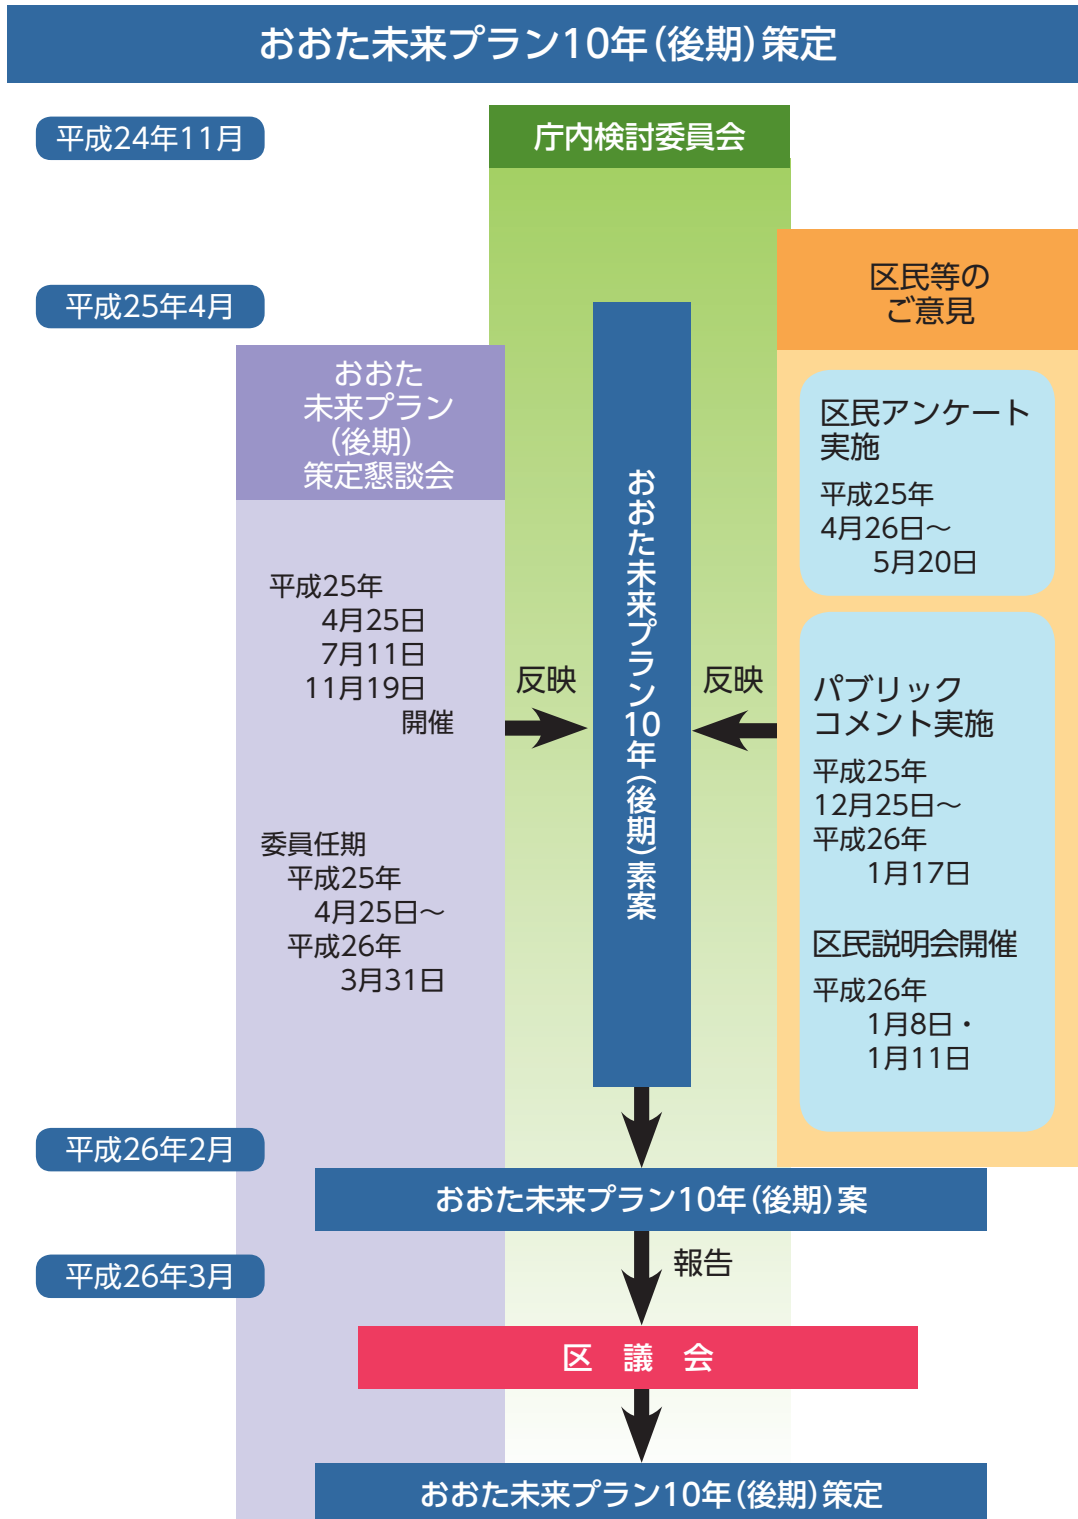 おおた未来プラン10年(後期)策定
平成24年11月
庁内検討委員会
平成25年4月
区民等の
ご意見
おおた
未来プラン
(後期)
策定懇談会
平成25年
4月25日
7月11日
11月19日
開催
委員任期
平成25年
4月25日～
平成26年
3月31日
反映
おおた未来プラン10年(後期)素案
反映
区民アンケート
実施
平成25年
4月26日～
5月20日
パブリック
コメント実施
平成25年
12月25日～
平成26年
1月17日
区民説明会開催
平成26年
1月8日・
1月11日
平成26年2月
おおた未来プラン10年(後期)案
報告
平成26年3月
区 議 会
おおた未来プラン10年(後期)策定